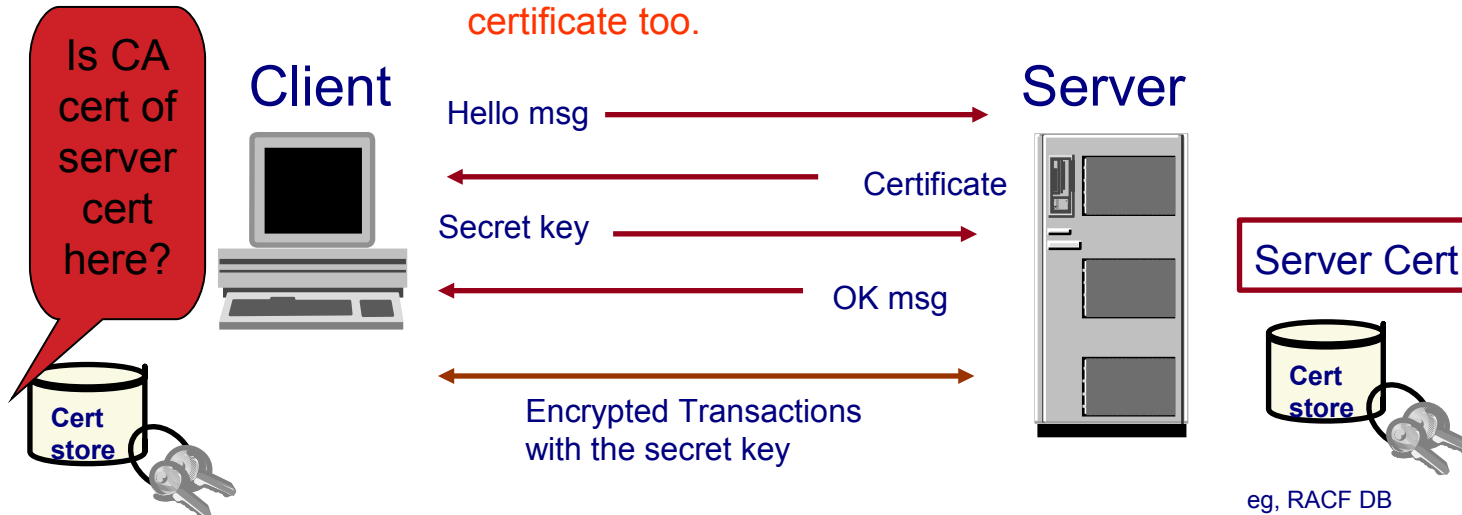 certificate too.
Is CA
cert of
server
cert
here?
Client
Server
Hello msg
Certificate
Secret key
OK msg
Encrypted Transactions
with the secret key
Cert
store
Server Cert
Cert
store
eg, RACF DB